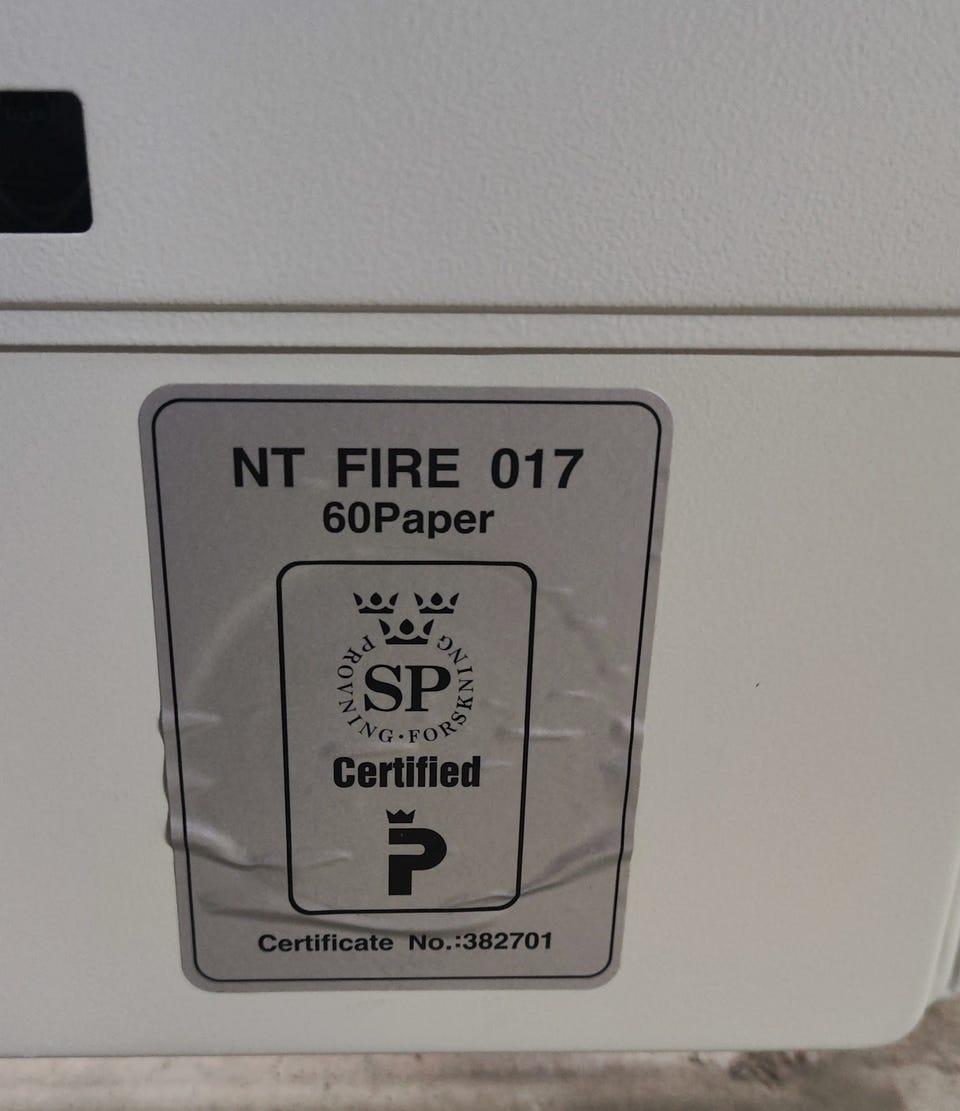 NT FIRE 017
60Paper
PROVNING · FORSKNING
SP
Certified
P
Certificate No.:382701